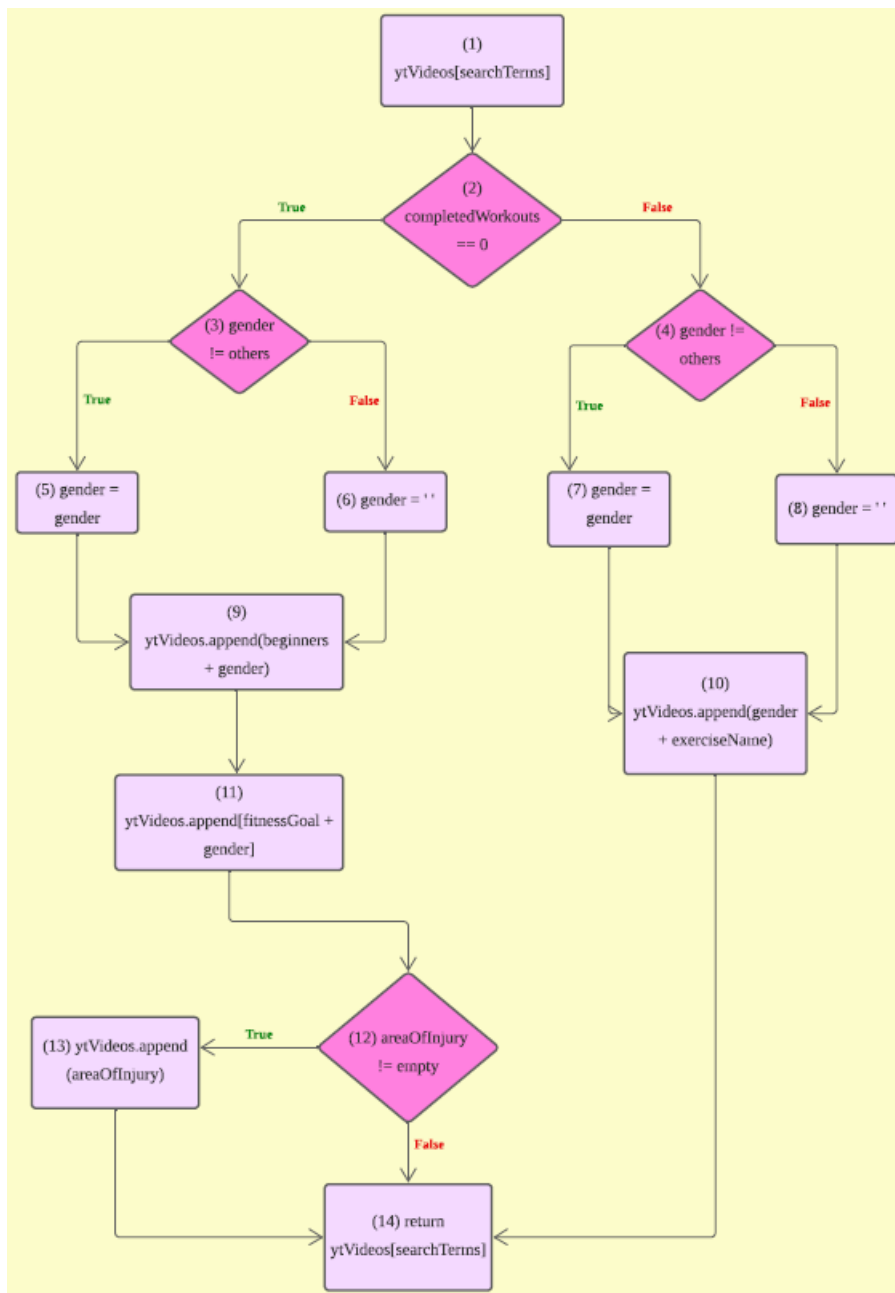 (1)
ytVideos[searchTerms]
(2)
completedWorkouts
== 0
True
False
(3) gender
!= others
(4) gender !=
others
True
False
True
False
(5) gender =
gender
(6) gender = ' '
(7) gender =
gender
(8) gender = ' '
(9)
ytVideos.append(beginners
+ gender)
(10)
ytVideos.append(gender
+ exerciseName)
(11)
ytVideos.append[fitnessGoal +
gender]
(12) areaOfInjury
!= empty
True
(13) ytVideos.append
(areaOfInjury)
False
(14) return
ytVideos[searchTerms]